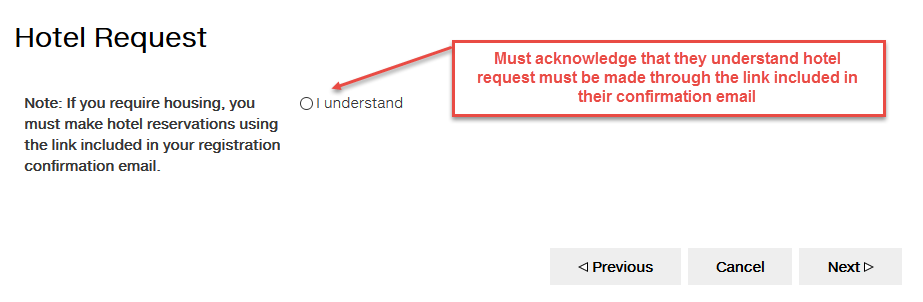 Hotel Request
Must acknowledge that they understand hotel
request must be made through the link included in
their confirmation email
Note: If you require housing, you
must make hotel reservations using
the link included in your registration
confirmation email.
I understand
Previous
Cancel
Next